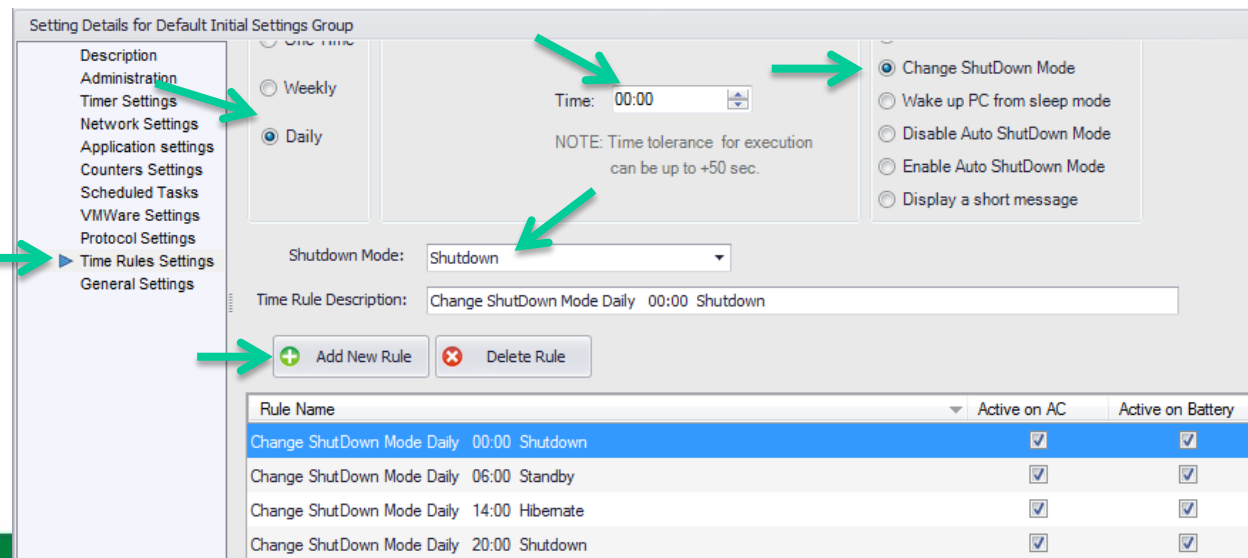 Setting Details for Default Initial Settings Group
Description
Administration
Timer Settings
Network Settings
Application settings
Counters Settings
Scheduled Tasks
VMWare Settings
Protocol Settings
Time Rules Settings
General Settings
One Time
Weekly
Daily
Time: 00:00
NOTE: Time tolerance for execution
can be up to +50 sec.
Change ShutDown Mode
Wake up PC from sleep mode
Disable Auto ShutDown Mode
Enable Auto ShutDown Mode
Display a short message
Shutdown Mode: Shutdown
Time Rule Description: Change ShutDown Mode Daily 00:00 Shutdown
Add New Rule Delete Rule
Rule Name Active on AC Active on Battery
Change ShutDown Mode Daily 00:00 Shutdown
Change ShutDown Mode Daily 06:00 Standby
Change ShutDown Mode Daily 14:00 Hibernate
Change ShutDown Mode Daily 20:00 Shutdown